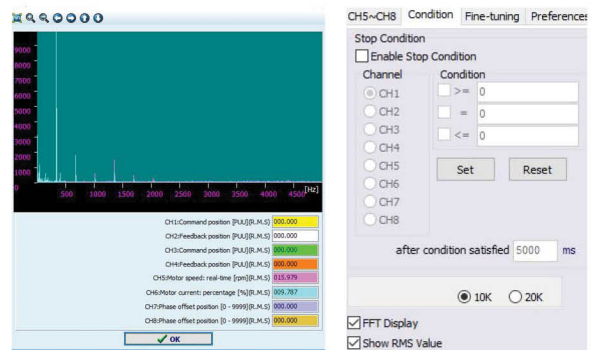 9000
8000
7000
6000
5000
4000
3000
2000
1000
0
500 1000 1500 2000 2500 3000 3500 4000 4500 [Hz]
CH1:Command position [PUU](R.M.S) 000.000
CH2:Feedback position [PUU](R.M.S) 000.000
CH3:Command position [PUU](R.M.S) 000.000
CH4:Feedback position [PUU](R.M.S) 000.000
CH5:Motor speed: real-time [rpm](R.M.S) 015.979
CH6:Motor current: percentage [%](R.M.S) 009.787
CH7:Phase offset position [0 - 9999](R.M.S) 000.000
CH8:Phase offset position [0 - 9999](R.M.S) 000.000
OK
CH5~CH8 Condition Fine-tuning Preferences
Stop Condition
Enable Stop Condition
Channel Condition
CH1 >= 0
CH2 = 0
CH3 <= 0
CH4
CH5 Set Reset
CH6
CH7
CH8
after condition satisfied 5000 ms
10K 20K
FFT Display
Show RMS Value